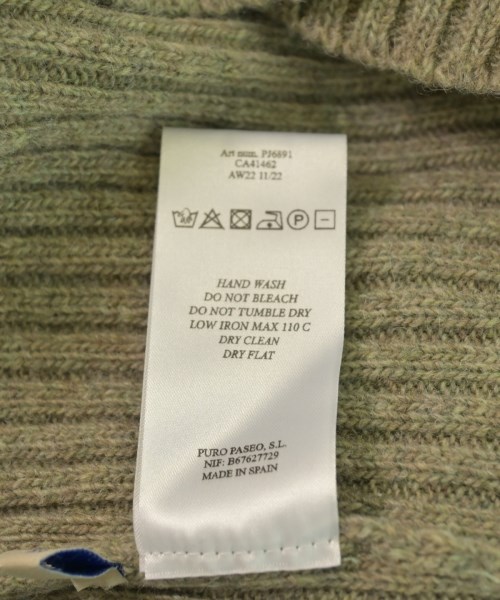 Art num. PJ6891
CA41462
AW22 11/22
P
HAND WASH
DO NOT BLEACH
DO NOT TUMBLE DRY
LOW IRON MAX 110 C
DRY CLEAN
DRY FLAT
PURO PASEO, S.L.
NIF: B67627729
MADE IN SPAIN